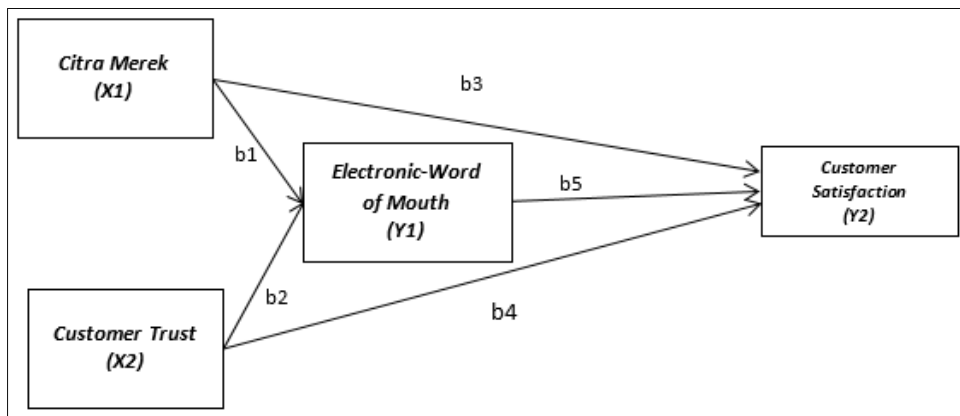 Citra Merek
(X1)
b3
b1
Electronic-Word
of Mouth
(Y1)
b5
Customer
Satisfaction
(Y2)
b2
b4
Customer Trust
(X2)